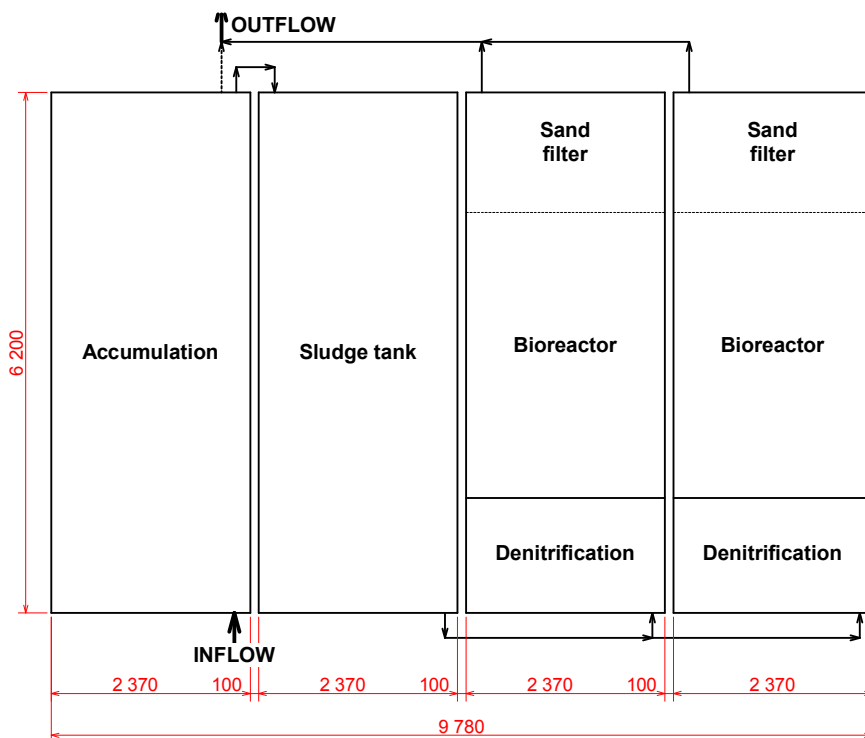 OUTFLOW
Sand
filter
Sand
filter
6 200
Accumulation
Sludge tank
Bioreactor
Bioreactor
Denitrification
Denitrification
INFLOW
2 370
100
2 370
100
2 370
100
2 370
9 780